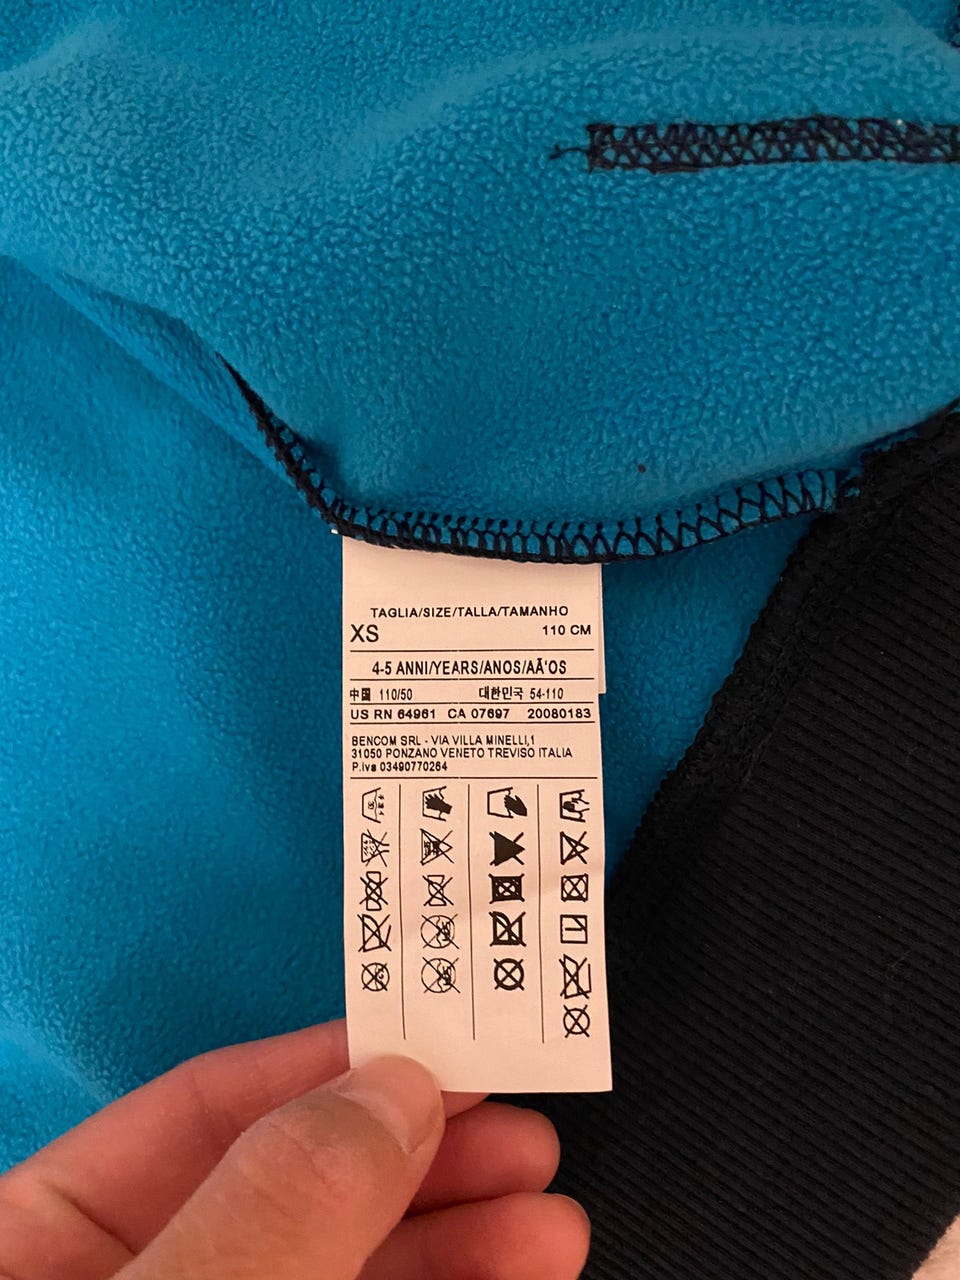 TAGLIA/SIZE/TALLA/TAMANHO
XS 110 CM
4-5 ANNI/YEARS/ANOS/AÃ'OS
中国 110/50 대한민국 54-110
US RN 64961 CA 07697 20080183
BENCOM SRL - VIA VILLA MINELLI,1
31050 PONZANO VENETO TREVISO ITALIA
P.iva 03490770264